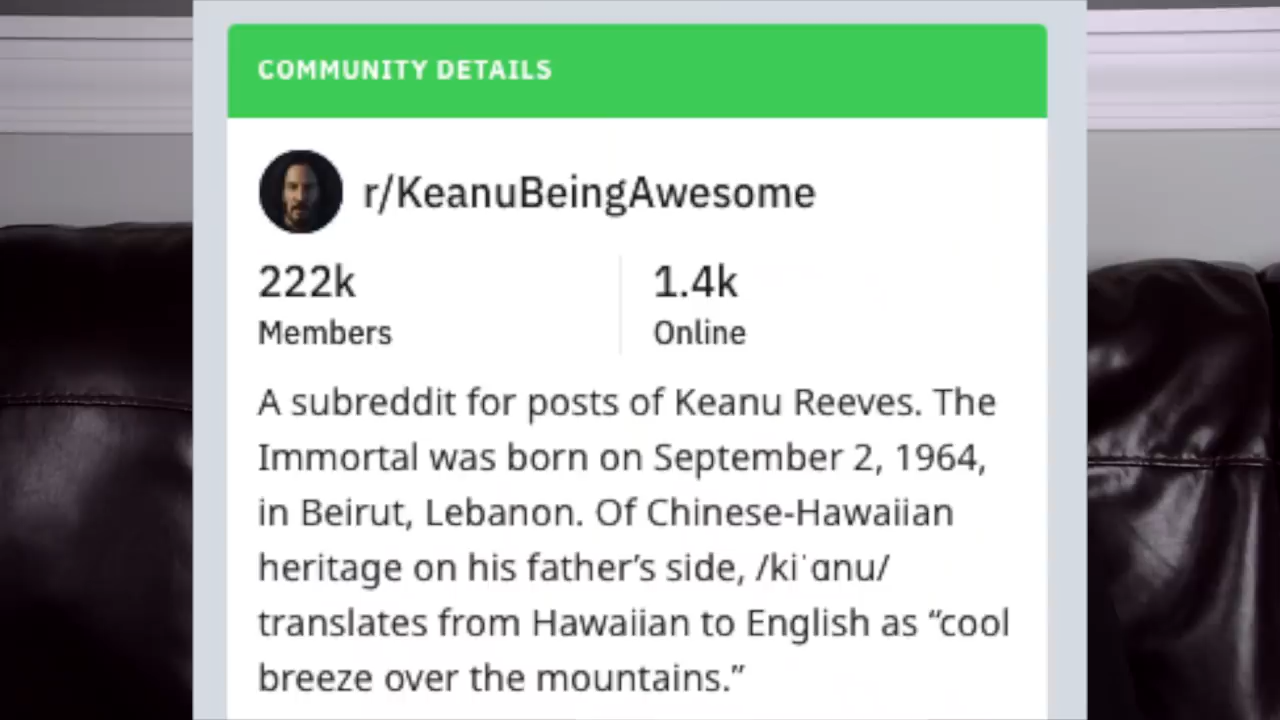 COMMUNITY DETAILS
r/KeanuBeingAwesome
222k
1.4k
Members
Online
A subreddit for posts of Keanu Reeves. The
Immortal was born on September 2, 1964,
in Beirut, Lebanon. Of Chinese-Hawaiian
heritage on his father’s side, /kiˈɑnu/
translates from Hawaiian to English as “cool
breeze over the mountains.”